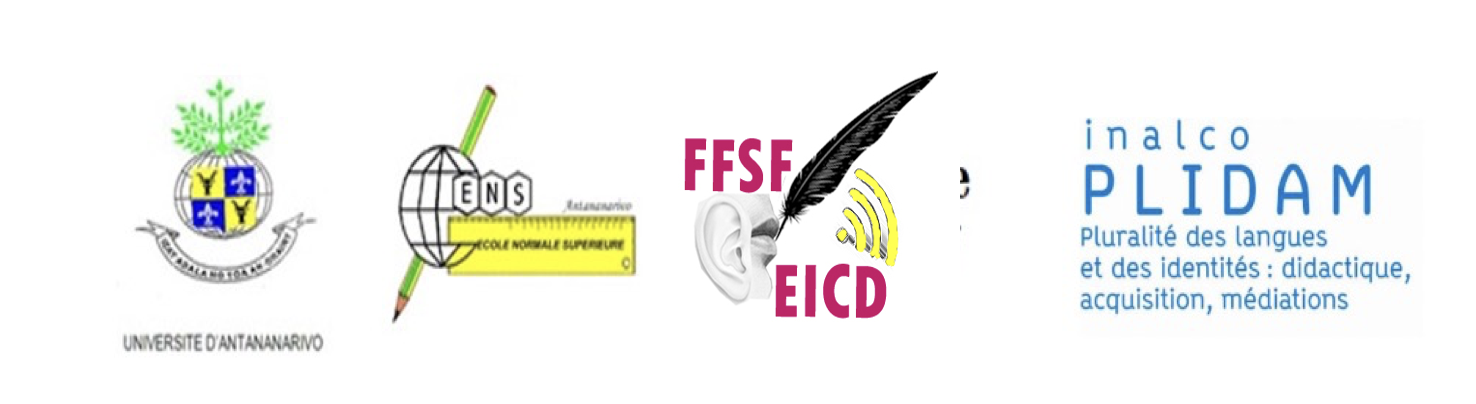 UNIVERSITE D'ANTANANARIVO
ENS
Antananarivo
ECOLE NORMALE SUPERIEURE
FFSF
EICD
e
inalco
PLIDAM
Pluralité des langues
et des identités : didactique,
acquisition, médiations